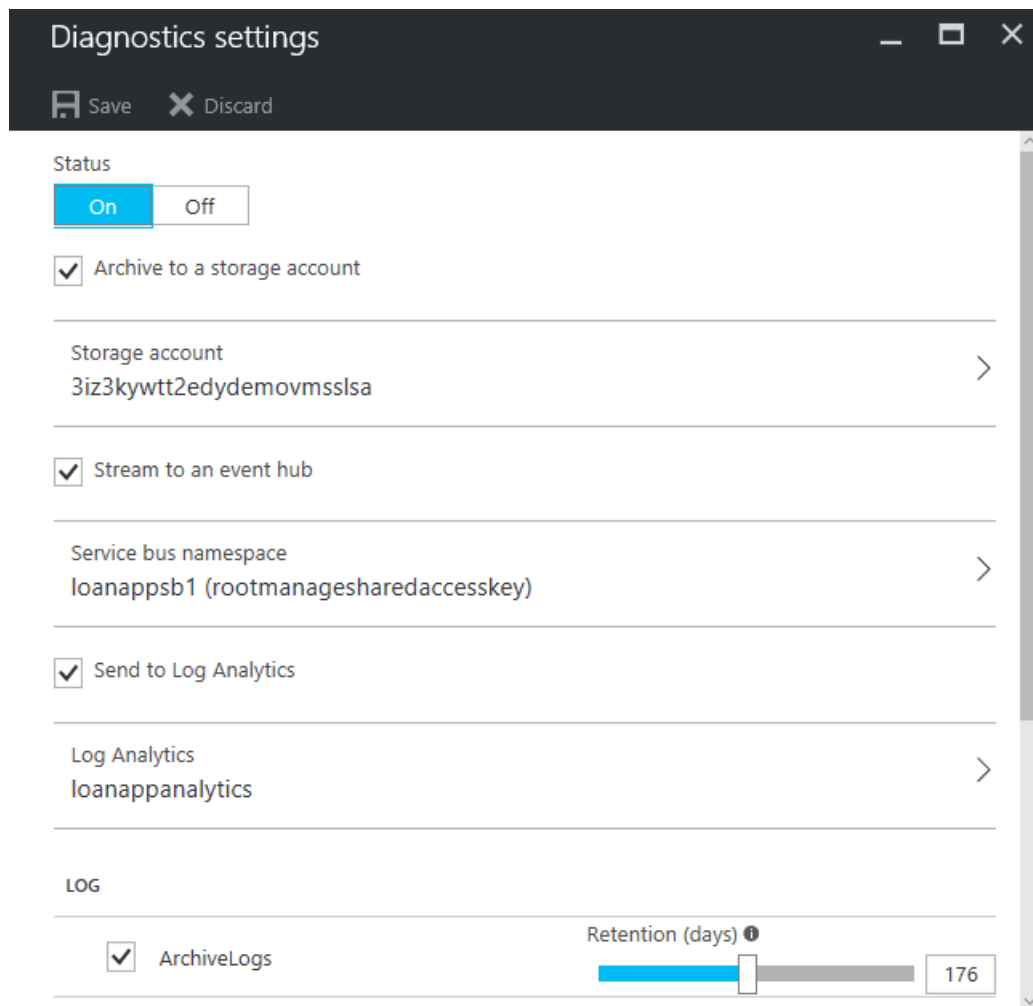 Diagnostics settings
Save Discard
Status
On Off
Archive to a storage account
Storage account
3iz3kywtt2edydemovmsslsa
Stream to an event hub
Service bus namespace
loanappsb1 (rootmanagesharedaccesskey)
Send to Log Analytics
Log Analytics
loanappanalytics
LOG
Retention (days)
ArchiveLogs
176